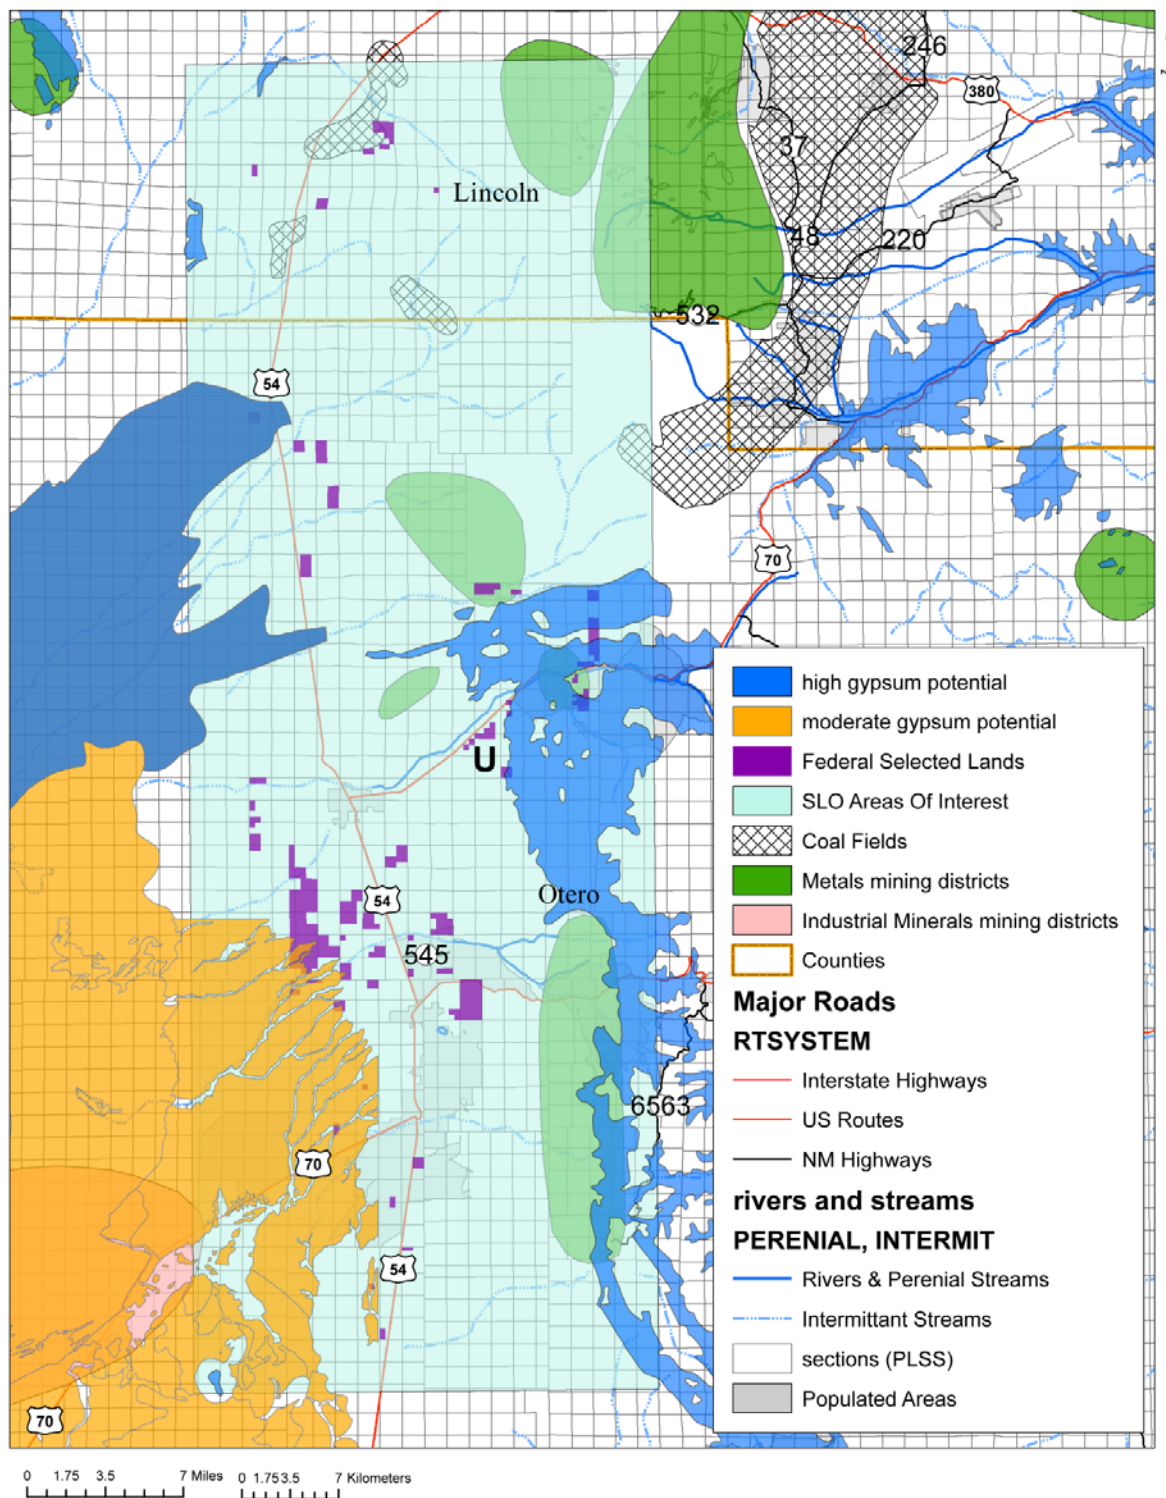 246
380
37
Lincoln
48
220
532
54
70
U
Otero
54
545
6563
70
54
70
high gypsum potential
moderate gypsum potential
Federal Selected Lands
SLO Areas Of Interest
Coal Fields
Metals mining districts
Industrial Minerals mining districts
Counties
Major Roads
RTSYSTEM
Interstate Highways
US Routes
NM Highways
rivers and streams
PERENIAL, INTERMIT
Rivers & Perenial Streams
Intermittant Streams
sections (PLSS)
Populated Areas
0 1.75 3.5 7 Miles
0 1.75 3.5 7 Kilometers